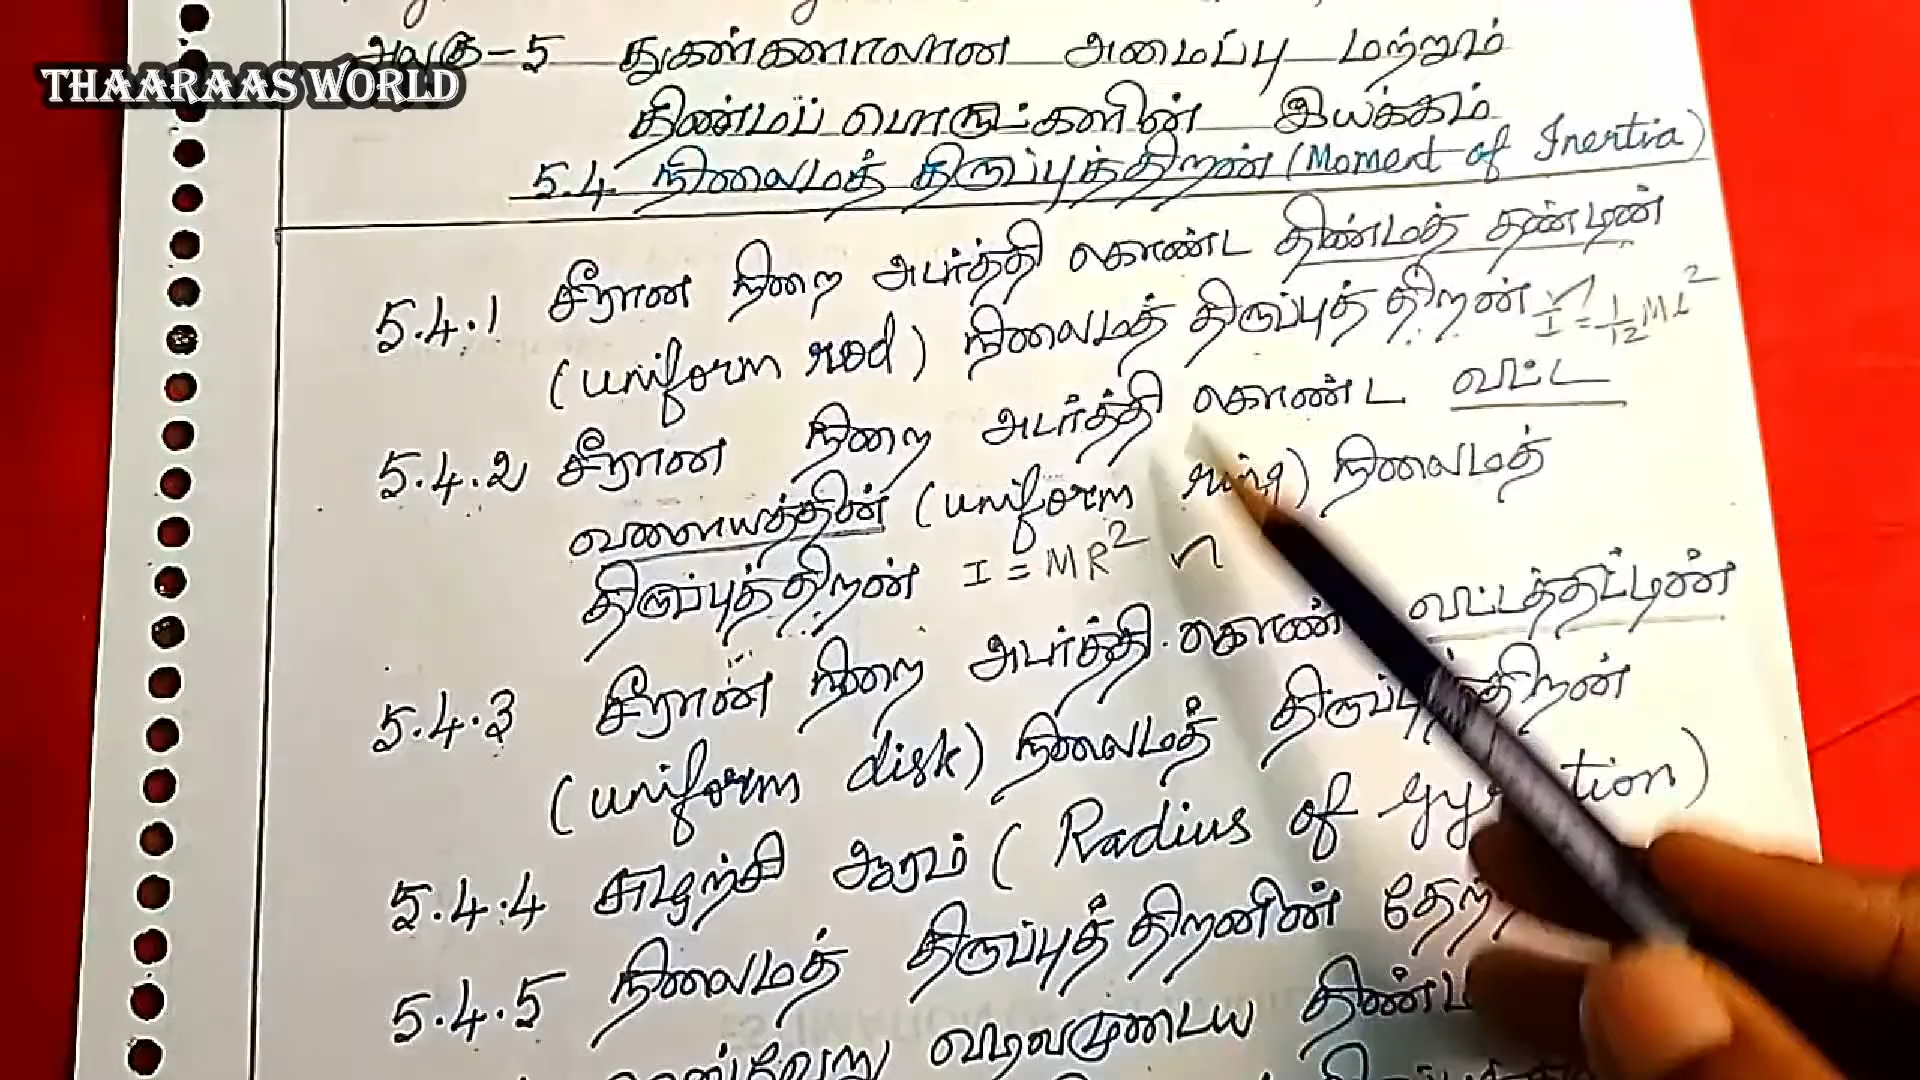 THAARAAS WORLD
அலகு-5 துகள்களாலான அமைப்பு மற்றும்
திண்மப் பொருட்களின் இயக்கம்
5.4. நிலைமத் திருப்புத்திறன் (Moment of Inertia)
5.4.1 சீரான நிறை அடர்த்தி கொண்ட திண்மத் தண்டின்
(uniform rod) நிலைமத் திருப்புத் திறன் I = 1/12 ML²
5.4.2 சீரான நிறை அடர்த்தி கொண்ட வட்ட
வளையத்தின் (uniform ring) நிலைமத்
திருப்புத்திறன் I = MR²
5.4.3 சீரான நிறை அடர்த்தி கொண் வட்டத்தட்டின்
(uniform disk) நிலைமத் திருப்புத்திறன்
5.4.4 சுழற்சி ஆரம் (Radius of
5.4.5 நிலைமத் திருப்புத் திறனின்
வடிவமுடைய